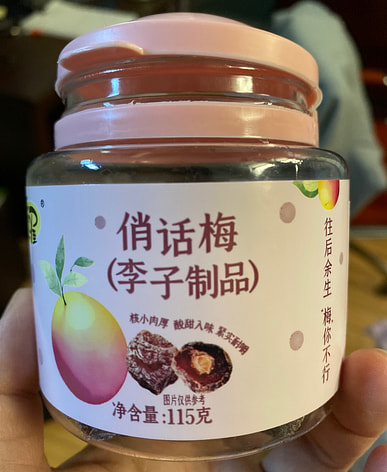 俏话梅
(李子制品)
核小肉厚 酸甜入味 紧实耐嚼
图片仅供参考
净含量:115克
往后余生 "梅"你不行